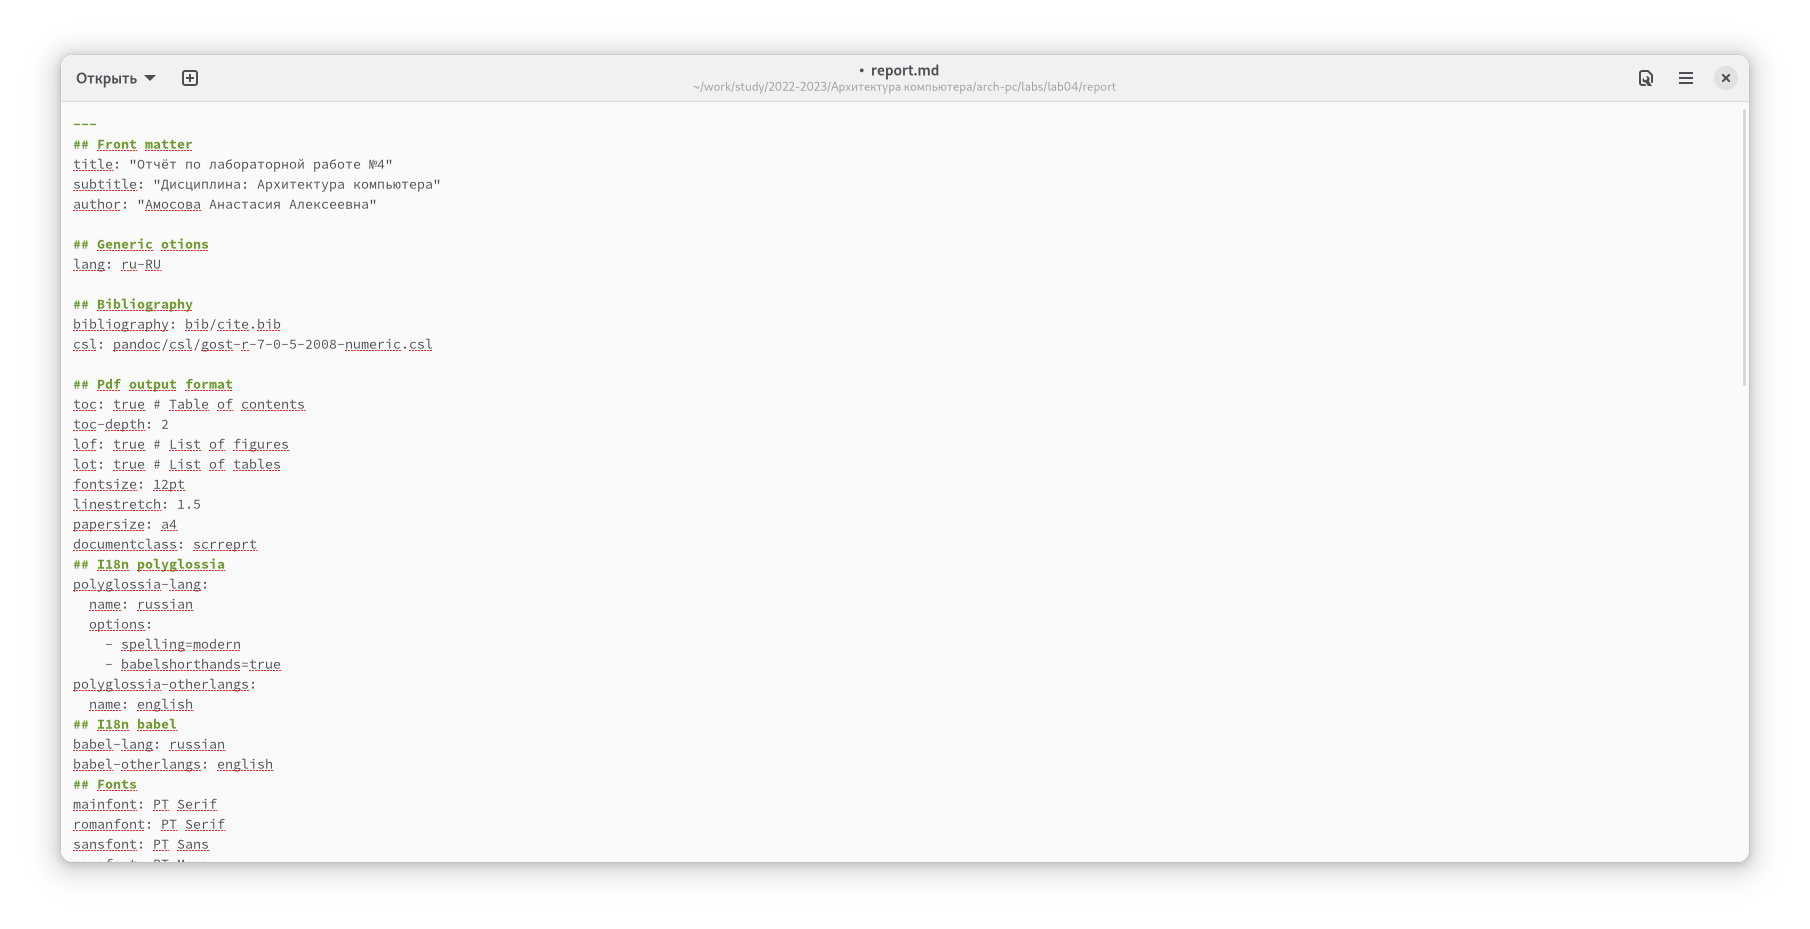 Открыть
• report.md
~/work/study/2022-2023/Архитектура компьютера/arch-pc/labs/lab04/report
---
## Front matter
title: "Отчёт по лабораторной работе №4"
subtitle: "Дисциплина: Архитектура компьютера"
author: "Амосова Анастасия Алексеевна"
## Generic otions
lang: ru-RU
## Bibliography
bibliography: bib/cite.bib
csl: pandoc/csl/gost-r-7-0-5-2008-numeric.csl
## Pdf output format
toc: true # Table of contents
toc-depth: 2
lof: true # List of figures
lot: true # List of tables
fontsize: 12pt
linestretch: 1.5
papersize: a4
documentclass: scrreprt
## I18n polyglossia
polyglossia-lang:
  name: russian
  options:
    - spelling=modern
    - babelshorthands=true
polyglossia-otherlangs:
  name: english
## I18n babel
babel-lang: russian
babel-otherlangs: english
## Fonts
mainfont: PT Serif
romanfont: PT Serif
sansfont: PT Sans